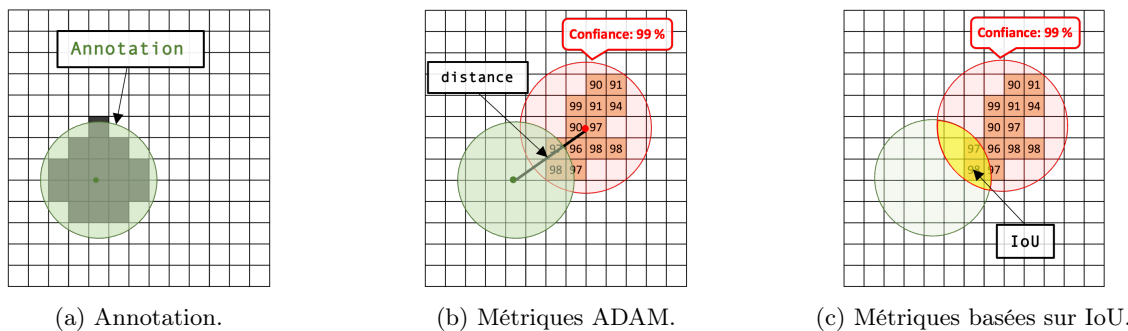 Annotation
(a) Annotation.
Confiance: 99 %
distance
90 91
99 91 94
90 97
97 96 98 98
98 97
(b) Métriques ADAM.
Confiance: 99 %
90 91
99 91 94
90 97
97 96 98 98
98 97
IoU
(c) Métriques basées sur IoU.